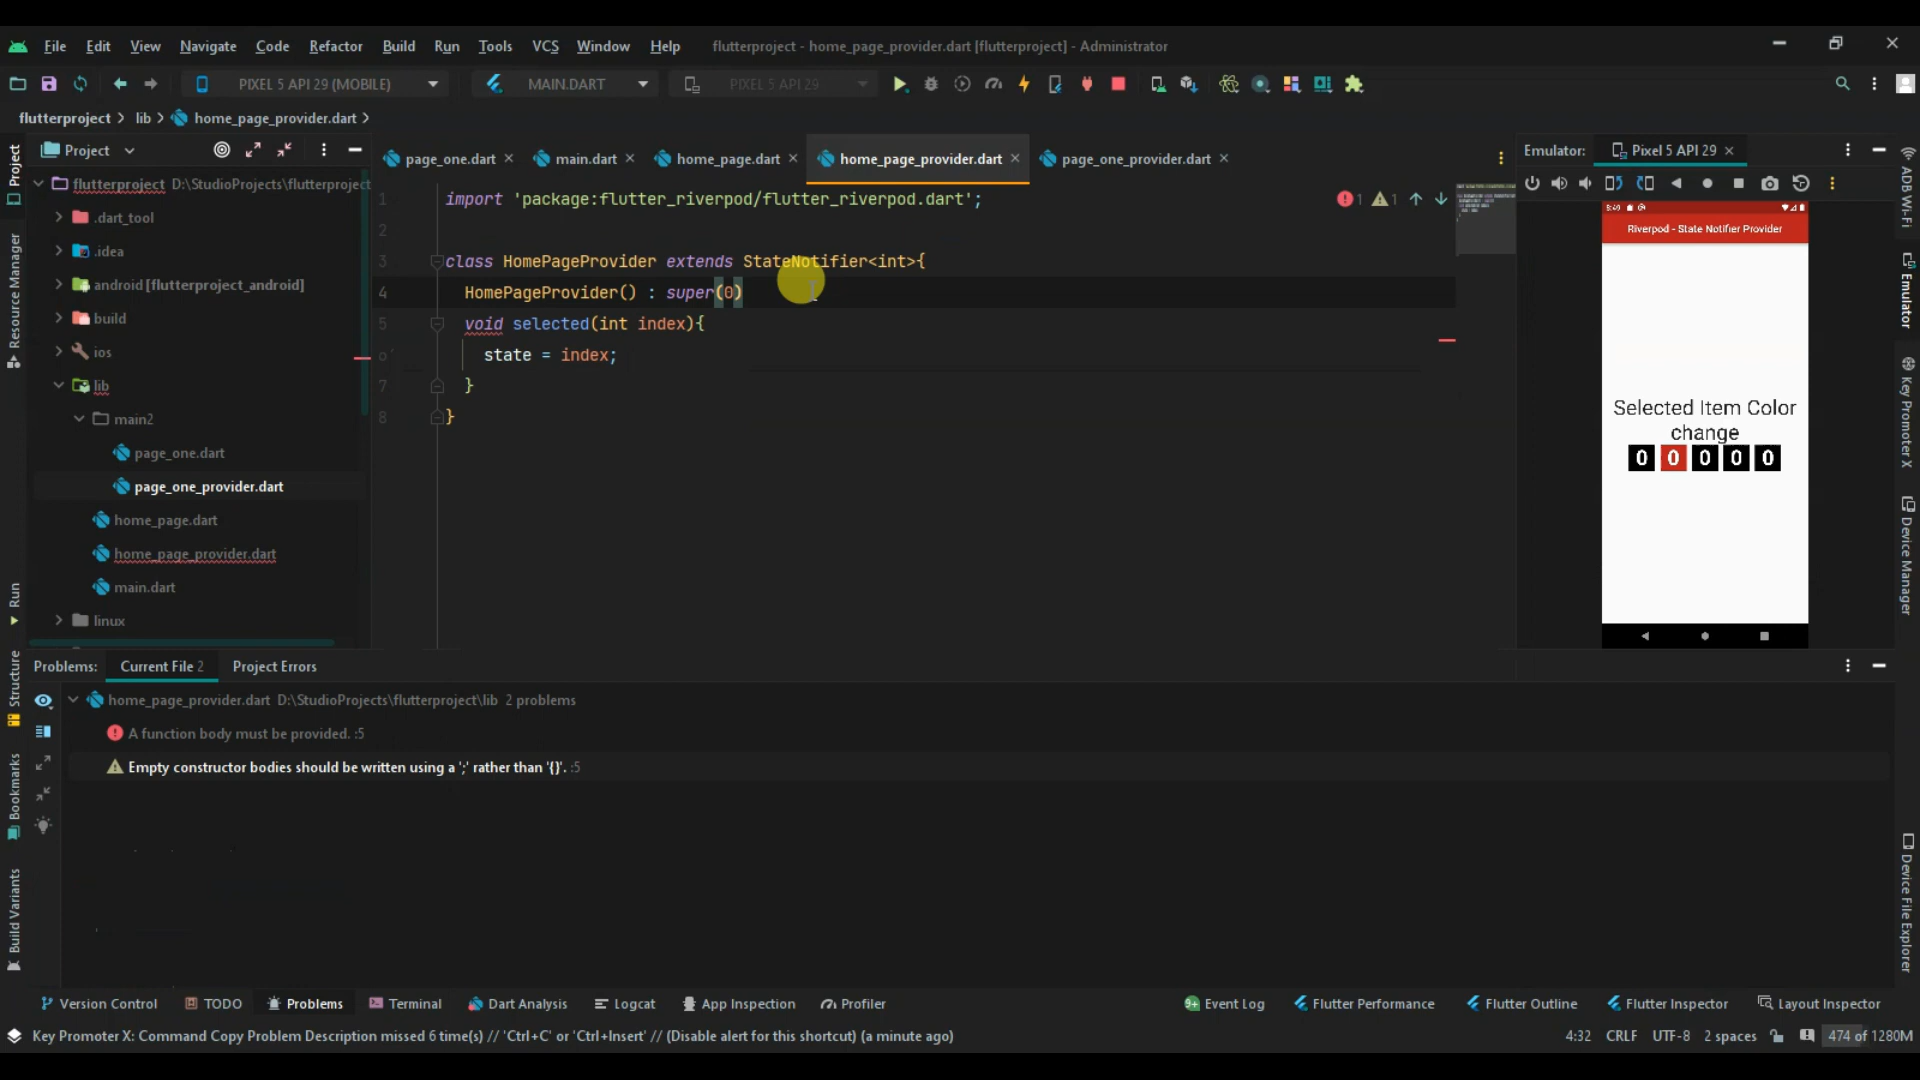 File Edit View Navigate Code Refactor Build Run Tools VCS Window Help flutterproject - home_page_provider.dart [flutterproject] - Administrator
PIXEL 5 API 29 (MOBILE) MAIN.DART PIXEL 5 API 29
flutterproject lib home_page_provider.dart
Project
page_one.dart main.dart home_page.dart home_page_provider.dart page_one_provider.dart
Emulator: Pixel 5 API 29
flutterproject D:\StudioProjects\flutterproject
.dart_tool
.idea
android [flutterproject_android]
build
ios
lib
main2
page_one.dart
page_one_provider.dart
home_page.dart
home_page_provider.dart
main.dart
linux
1 import 'package:flutter_riverpod/flutter_riverpod.dart';
2
3 class HomePageProvider extends StateNotifier<int>{
4 HomePageProvider() : super(0)
5 void selected(int index){
state = index;
7 }
8 }
1 1
Riverpod - State Notifier Provider
Selected Item Color
change
0 0 0 0 0
Project
Resource Manager
Run
Structure
Bookmarks
Build Variants
ADB Wi-Fi
Emulator
Key Promoter X
Device Manager
Device File Explorer
Problems: Current File 2 Project Errors
home_page_provider.dart D:\StudioProjects\flutterproject\lib 2 problems
A function body must be provided. :5
Empty constructor bodies should be written using a ';' rather than '{}'. :5
Version Control TODO Problems Terminal Dart Analysis Logcat App Inspection Profiler Event Log Flutter Performance Flutter Outline Flutter Inspector Layout Inspector
Key Promoter X: Command Copy Problem Description missed 6 time(s) // 'Ctrl+C' or 'Ctrl+Insert' // (Disable alert for this shortcut) (a minute ago) 4:32 CRLF UTF-8 2 spaces 474 of 1280M